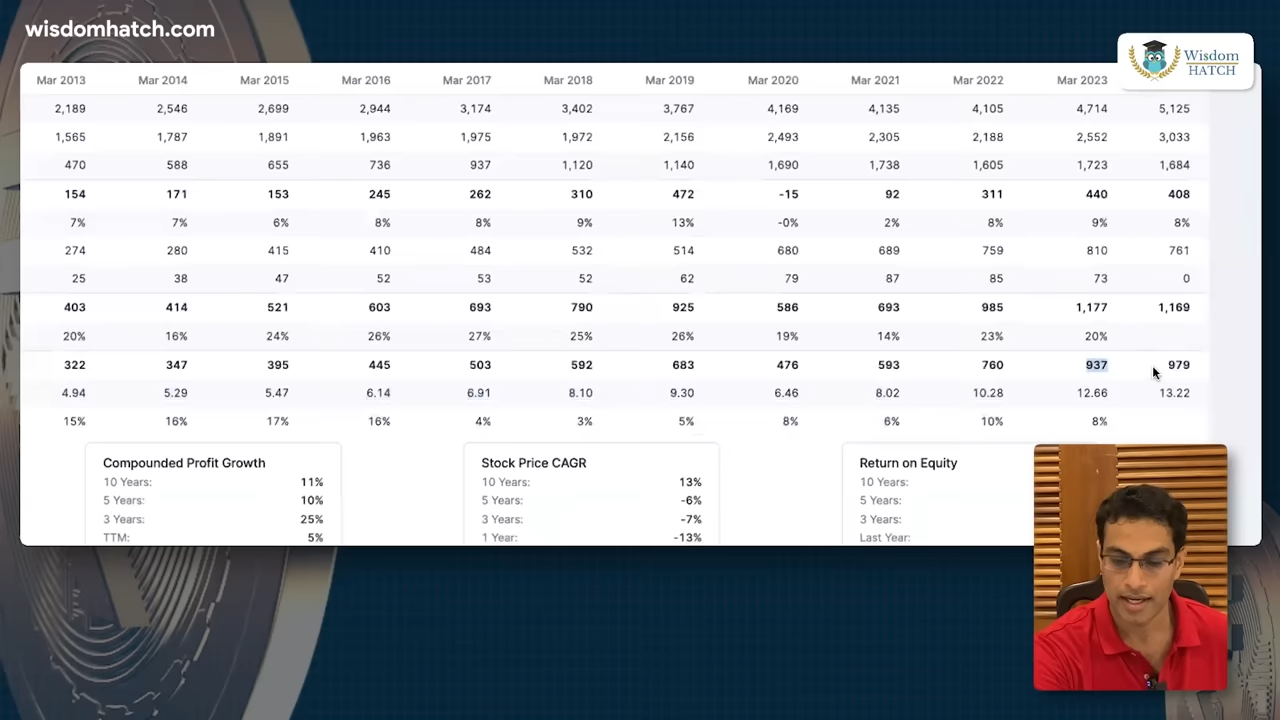 wisdomhatch.com
Wisdom
HATCH
Mar 2013 Mar 2014 Mar 2015 Mar 2016 Mar 2017 Mar 2018 Mar 2019 Mar 2020 Mar 2021 Mar 2022 Mar 2023
2,189 2,546 2,699 2,944 3,174 3,402 3,767 4,169 4,135 4,105 4,714 5,125
1,565 1,787 1,891 1,963 1,975 1,972 2,156 2,493 2,305 2,188 2,552 3,033
470 588 655 736 937 1,120 1,140 1,690 1,738 1,605 1,723 1,684
154 171 153 245 262 310 472 -15 92 311 440 408
7% 7% 6% 8% 8% 9% 13% -0% 2% 8% 9% 8%
274 280 415 410 484 532 514 680 689 759 810 761
25 38 47 52 53 52 62 79 87 85 73 0
403 414 521 603 693 790 925 586 693 985 1,177 1,169
20% 16% 24% 26% 27% 25% 26% 19% 14% 23% 20%
322 347 395 445 503 592 683 476 593 760 937 979
4.94 5.29 5.47 6.14 6.91 8.10 9.30 6.46 8.02 10.28 12.66 13.22
15% 16% 17% 16% 4% 3% 5% 8% 6% 10% 8%
Compounded Profit Growth
10 Years: 11%
5 Years: 10%
3 Years: 25%
TTM: 5%
Stock Price CAGR
10 Years: 13%
5 Years: -6%
3 Years: -7%
1 Year: -13%
Return on Equity
10 Years:
5 Years:
3 Years:
Last Year: